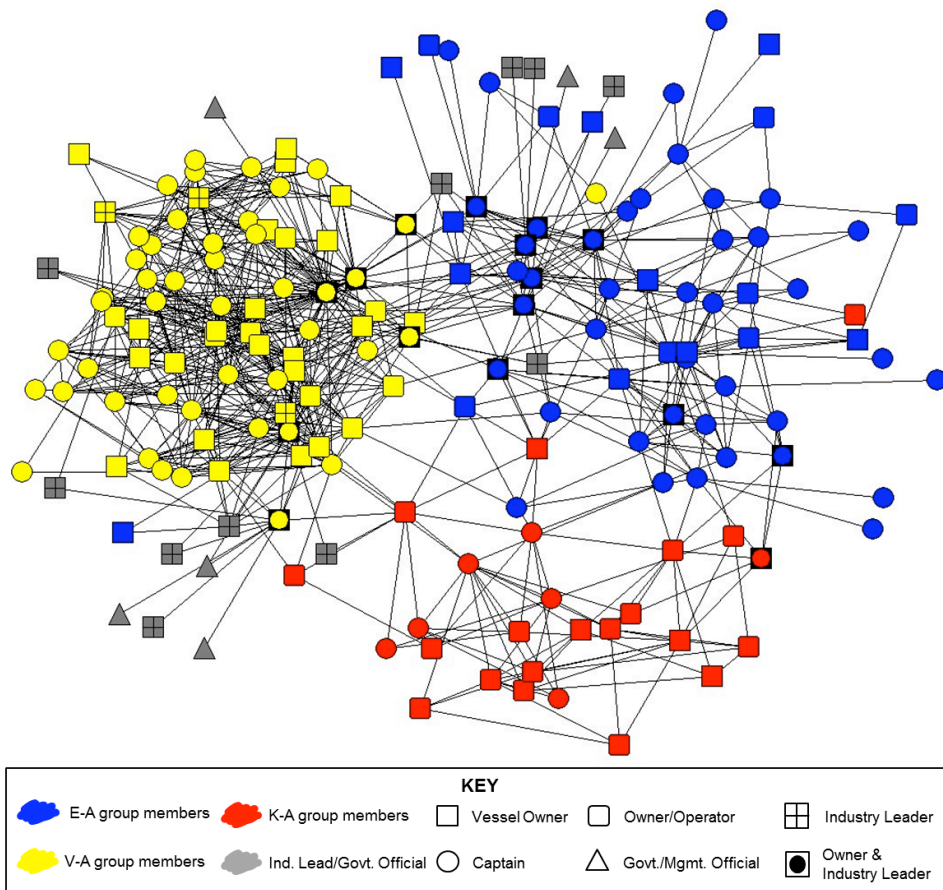 KEY
E-A group members K-A group members Vessel Owner Owner/Operator Industry Leader
V-A group members Ind. Lead/Govt. Official Captain Govt./Mgmt. Official Owner &
Industry Leader